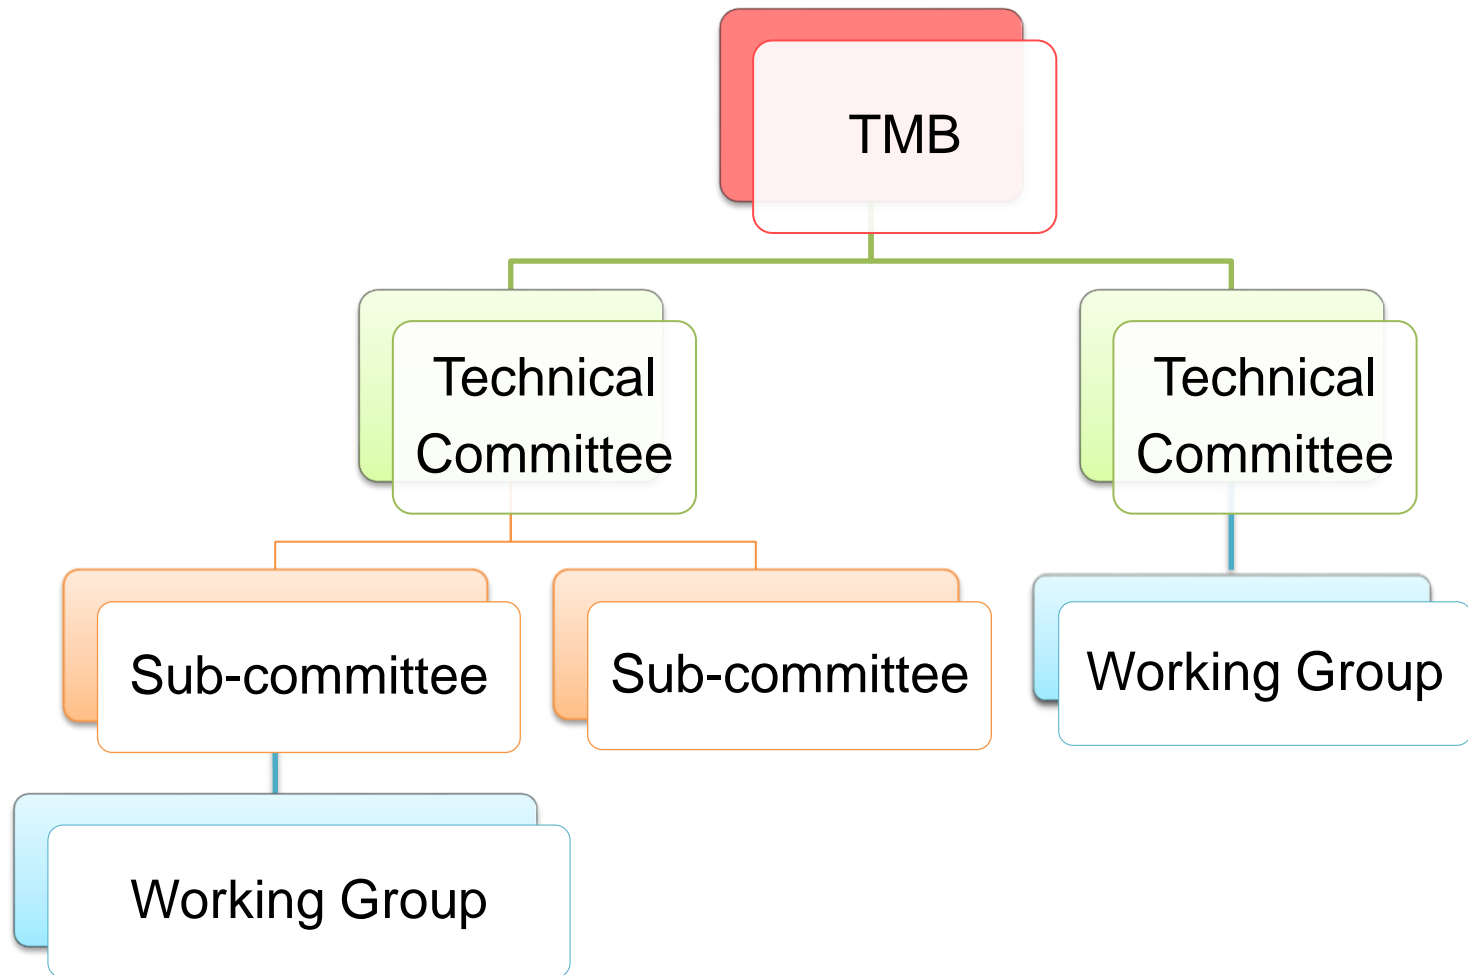 TMB
Technical
Committee
Technical
Committee
Sub-committee
Sub-committee
Working Group
Working Group